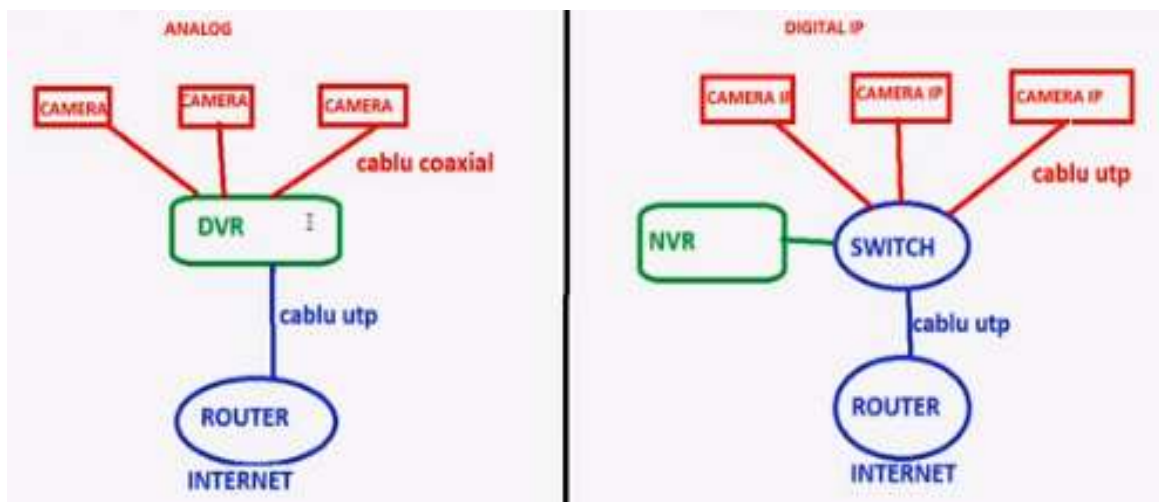 ANALOG
CAMERA
CAMERA
CAMERA
cablu coaxial
DVR
cablu utp
ROUTER
INTERNET
DIGITAL IP
CAMERA IP
CAMERA IP
CAMERA IP
cablu utp
NVR
SWITCH
cablu utp
ROUTER
INTERNET